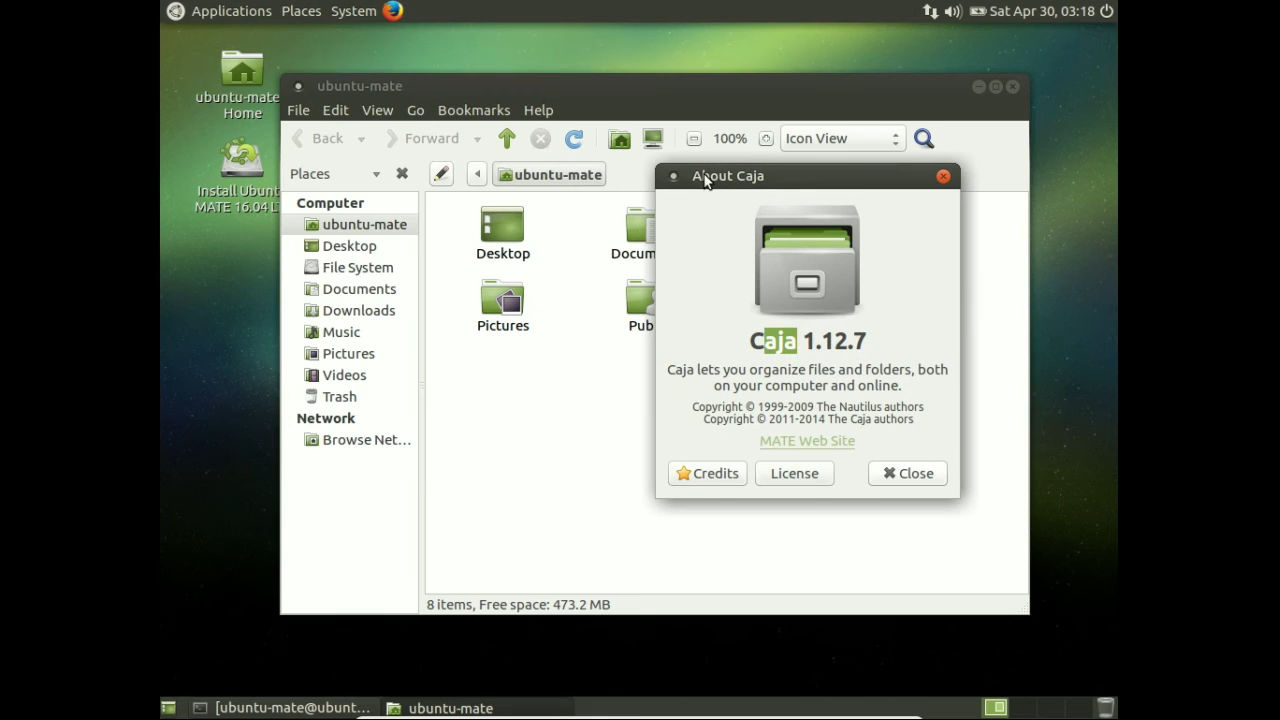 Applications Places System Sat Apr 30, 03:18
ubuntu-mate
Home
Install Ubunt
MATE 16.04 L
ubuntu-mate
File Edit View Go Bookmarks Help
Back Forward 100% Icon View
Places ubuntu-mate
Computer
ubuntu-mate
Desktop
File System
Documents
Downloads
Music
Pictures
Videos
Trash
Network
Browse Net...
Desktop
Docum
Pictures
Pub
About Caja
Caja 1.12.7
Caja lets you organize files and folders, both
on your computer and online.
Copyright © 1999-2009 The Nautilus authors
Copyright © 2011-2014 The Caja authors
MATE Web Site
Credits License Close
8 items, Free space: 473.2 MB
[ubuntu-mate@ubunt... ubuntu-mate